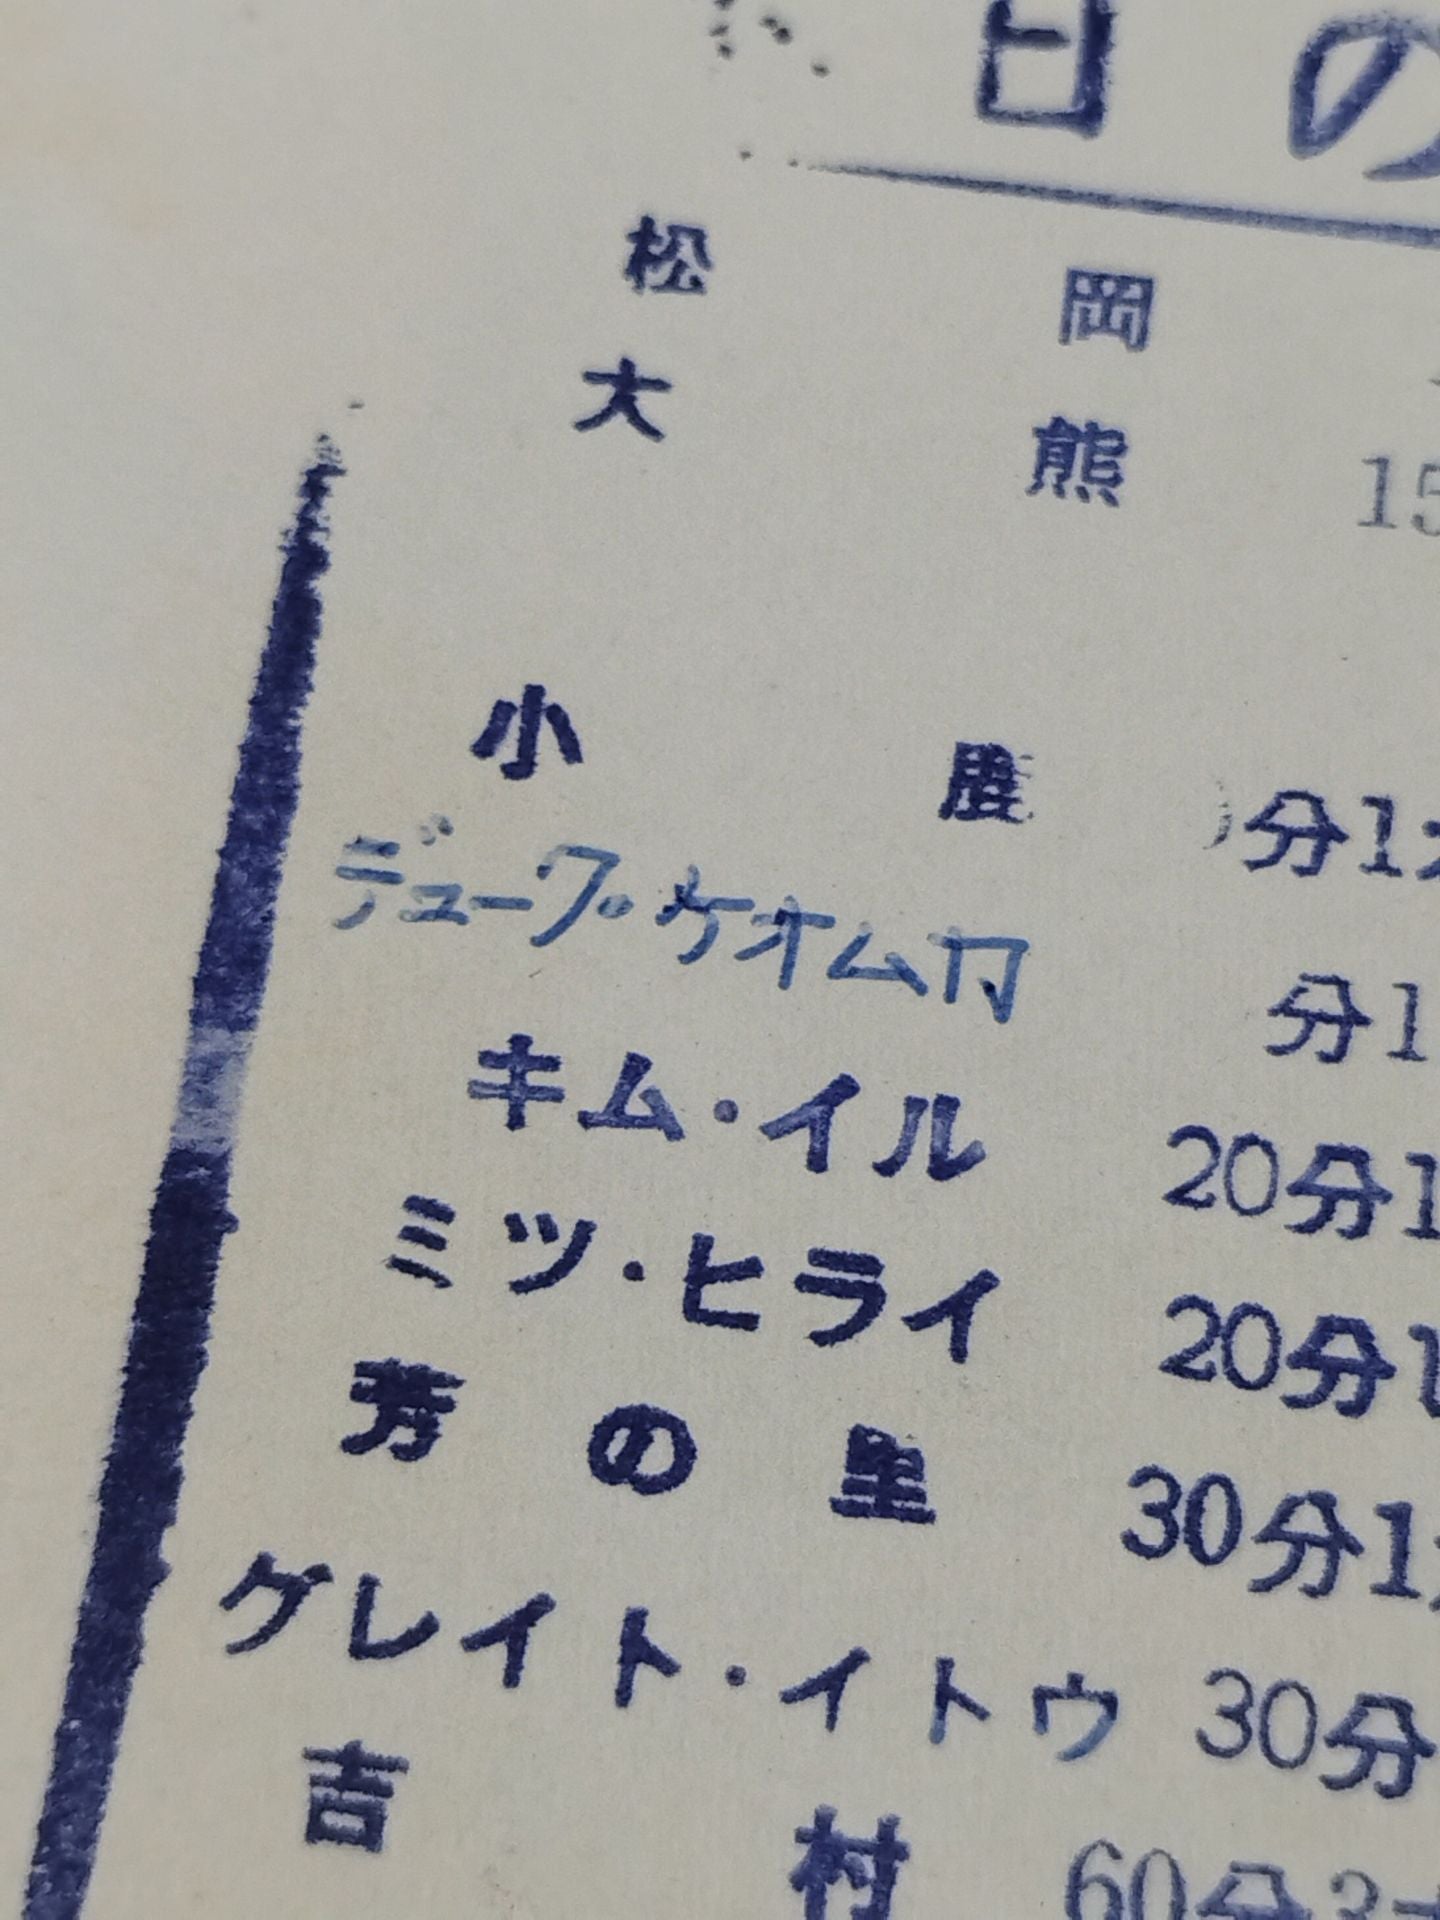 日の
松 岡
大 熊 15
小 鹿 分1
デューク・ケオムカ 分1
キム・イル 20分1
ミツ・ヒライ 20分1
芳の里 30分1
グレイト・イトウ 30分
吉 村 60分3